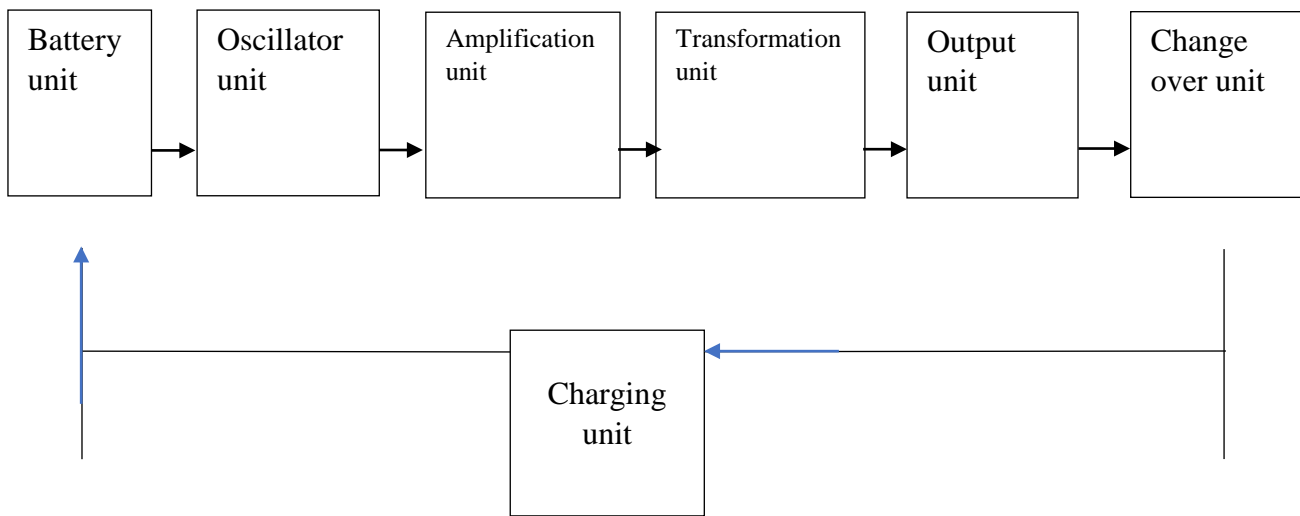 Battery
unit
Oscillator
unit
Amplification
unit
Transformation
unit
Output
unit
Change
over unit
Charging
unit